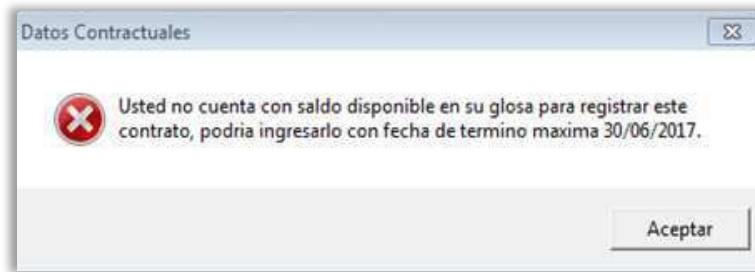 Datos Contractuales
Usted no cuenta con saldo disponible en su glosa para registrar este
contrato, podria ingresarlo con fecha de termino maxima 30/06/2017.
Aceptar